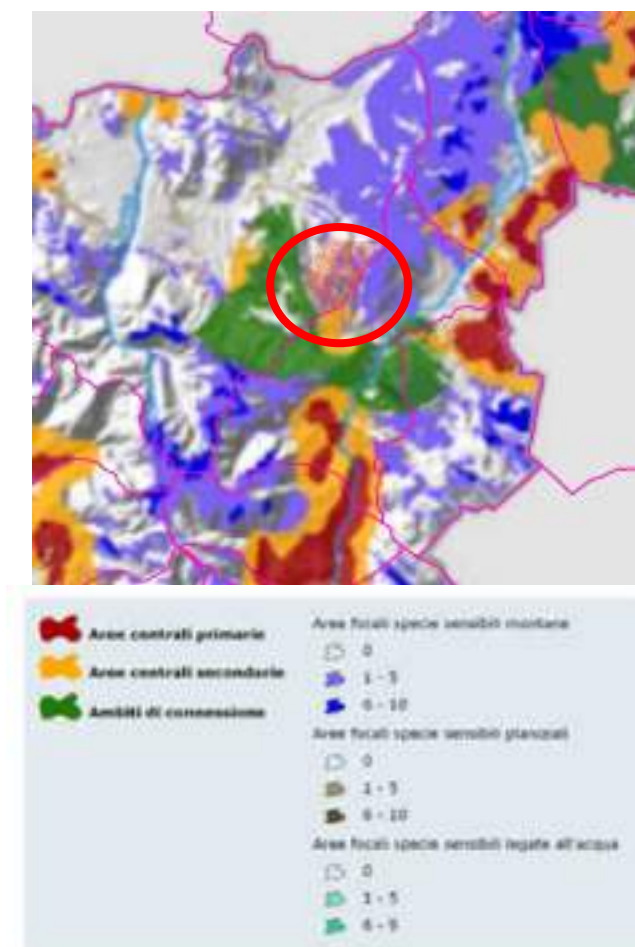 Aree centrali primarie
Aree centrali secondarie
Ambiti di connessione
Aree focali specie sensibili montane
0
1 - 5
6 - 10
Aree focali specie sensibili planiziali
0
1 - 5
6 - 10
Aree focali specie sensibili legate all'acqua
0
1 - 5
6 - 9